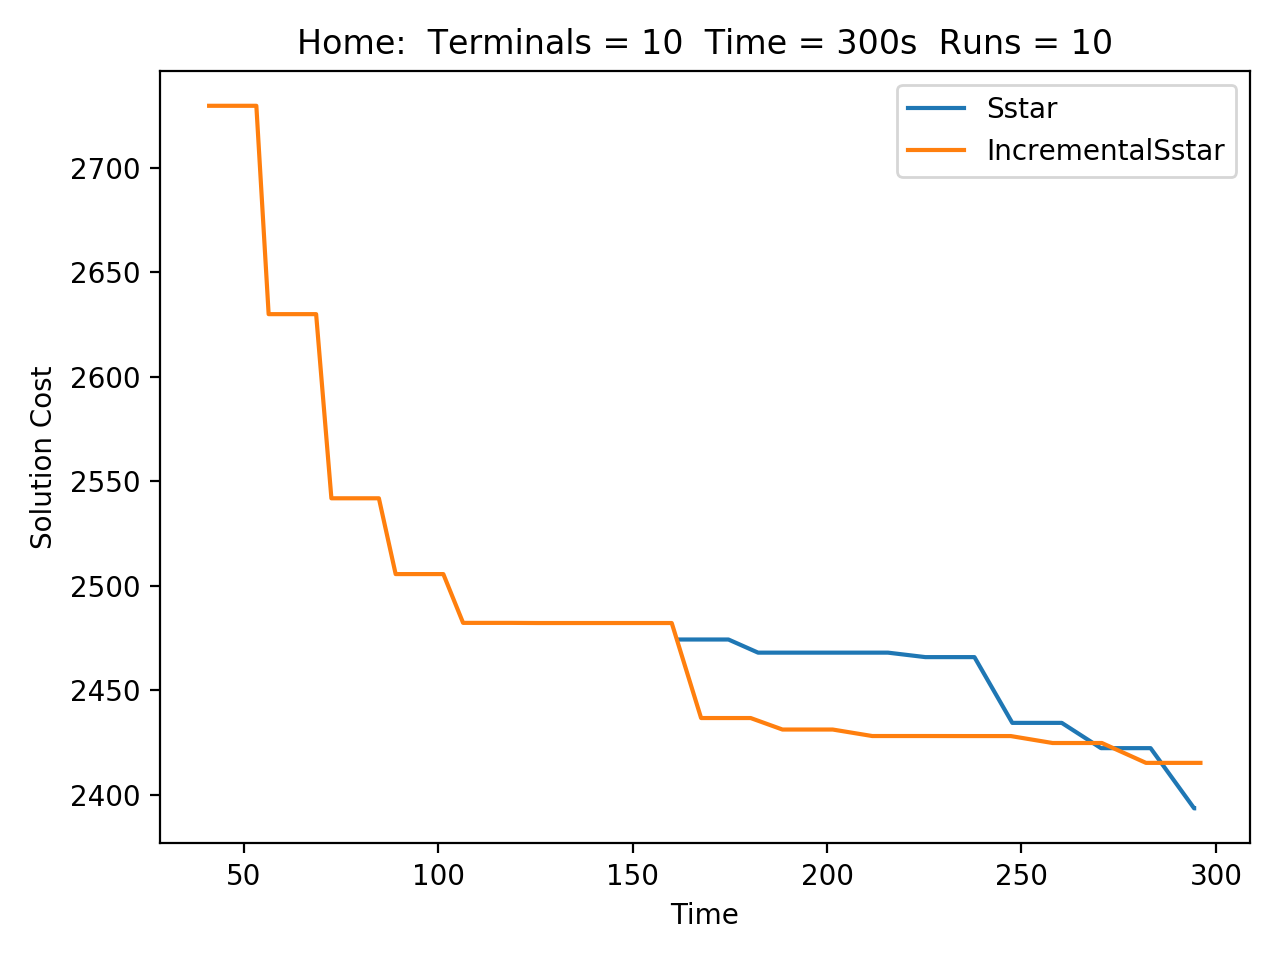 Home:  Terminals = 10  Time = 300s  Runs = 10
Sstar
IncrementalSstar
2700
2650
2600
2550
2500
2450
2400
Solution Cost
50 100 150 200 250 300
Time